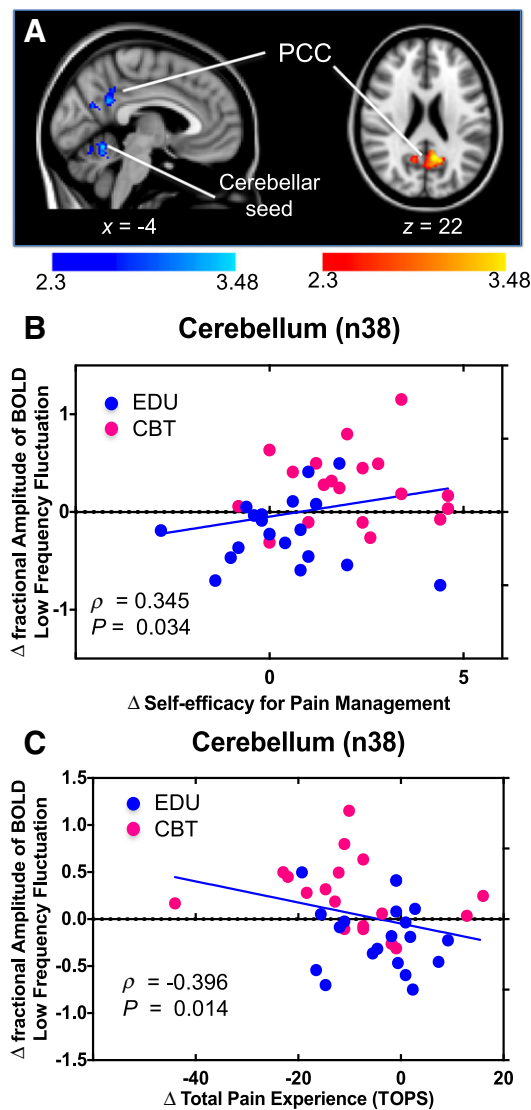 A
PCC
Cerebellar
seed
x = -4
z = 22
2.3
3.48
2.3
3.48
B
Cerebellum (n38)
Δ fractional Amplitude of BOLD
Low Frequency Fluctuation
EDU
CBT
1
0
-1
ρ = 0.345
P = 0.034
0
5
Δ Self-efficacy for Pain Management
C
Cerebellum (n38)
Δ fractional Amplitude of BOLD
Low Frequency Fluctuation
EDU
CBT
1.5
1.0
0.5
0.0
-0.5
-1.0
-1.5
ρ = -0.396
P = 0.014
-40
-20
0
20
Δ Total Pain Experience (TOPS)